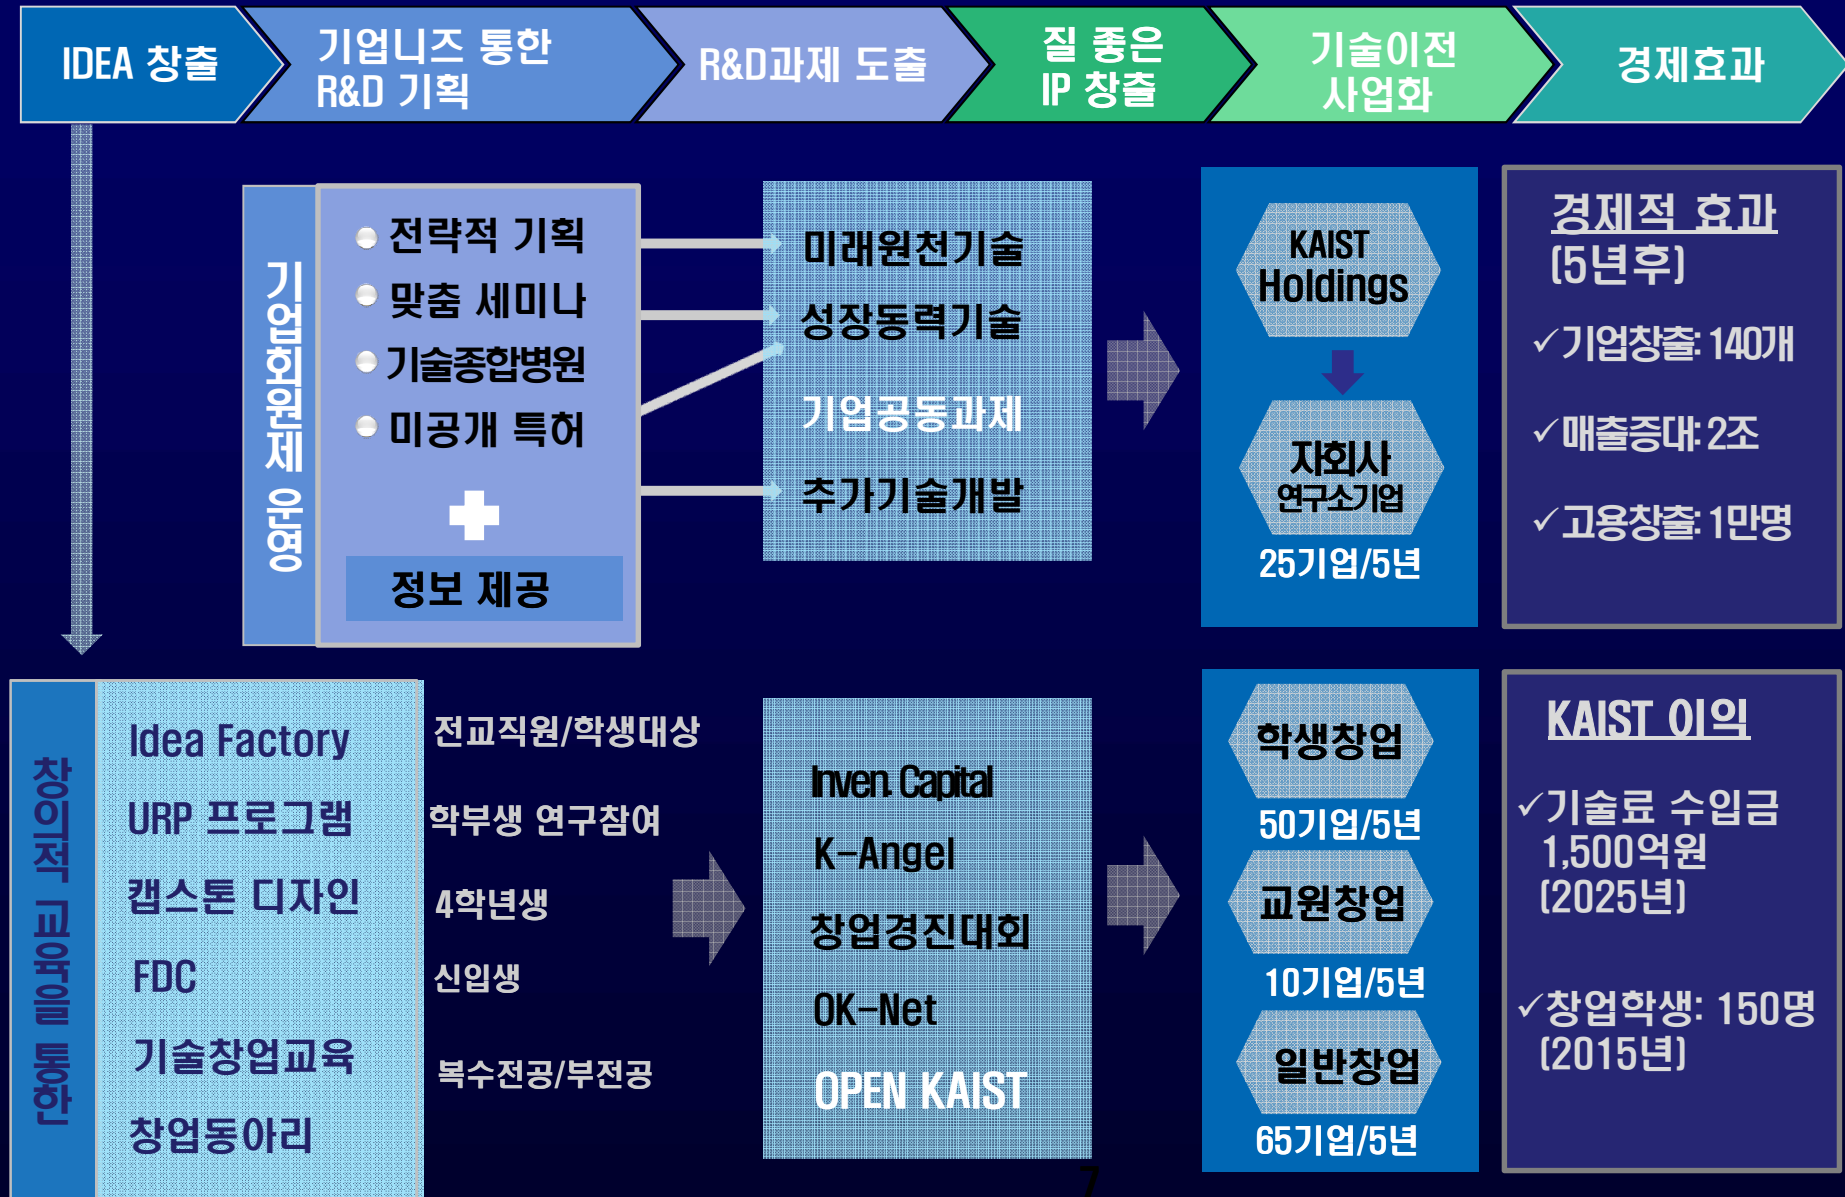 IDEA 창출
기업니즈 통한
R&D 기획
R&D과제 도출
질 좋은
IP 창출
기술이전
사업화
경제효과
기업회원제 운영
전략적 기획
맞춤 세미나
기술종합병원
미공개 특허
정보 제공
미래원천기술
성장동력기술
기업공동과제
추가기술개발
KAIST
Holdings
자회사
연구소기업
25기업/5년
경제적 효과
(5년후)
✓기업창출: 140개
✓매출증대: 2조
✓고용창출: 1만명
창의적 교육을 통한
Idea Factory
URP 프로그램
캡스톤 디자인
FDC
기술창업교육
창업동아리
전교직원/학생대상
학부생 연구참여
4학년생
신입생
복수전공/부전공
Inven. Capital
K-Angel
창업경진대회
OK-Net
OPEN KAIST
학생창업
50기업/5년
교원창업
10기업/5년
일반창업
65기업/5년
KAIST 이익
✓기술료 수입금
1,500억원
(2025년)
✓창업학생: 150명
(2015년)
7